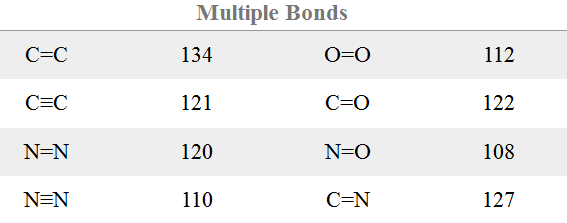 Multiple Bonds
C=C 134 O=O 112
C≡C 121 C=O 122
N=N 120 N=O 108
N≡N 110 C=N 127